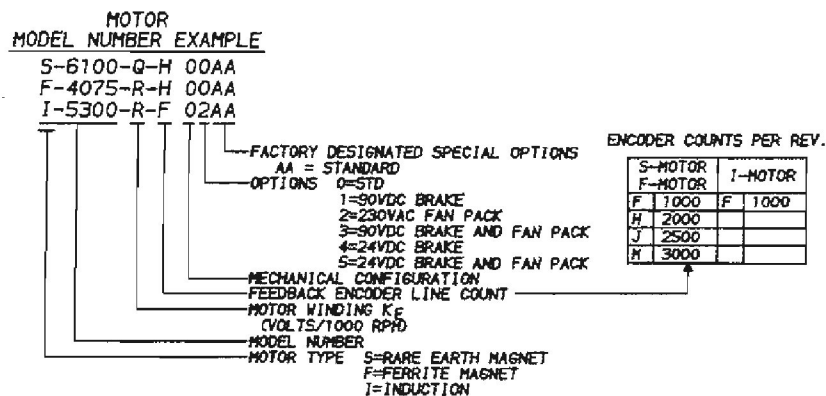 MOTOR
MODEL NUMBER EXAMPLE
S-6100-Q-H 00AA
F-4075-R-H 00AA
I-5300-R-F 02AA
FACTORY DESIGNATED SPECIAL OPTIONS
AA = STANDARD
OPTIONS 0=STD
1=90VDC BRAKE
2=230VAC FAN PACK
3=90VDC BRAKE AND FAN PACK
4=24VDC BRAKE
5=24VDC BRAKE AND FAN PACK
MECHANICAL CONFIGURATION
FEEDBACK ENCODER LINE COUNT
MOTOR WINDING KE
(VOLTS/1000 RPM)
MODEL NUMBER
MOTOR TYPE S=RARE EARTH MAGNET
F=FERRITE MAGNET
I=INDUCTION
ENCODER COUNTS PER REV.
S-MOTOR
F-MOTOR
I-MOTOR
F 1000 F 1000
H 2000
J 2500
M 3000